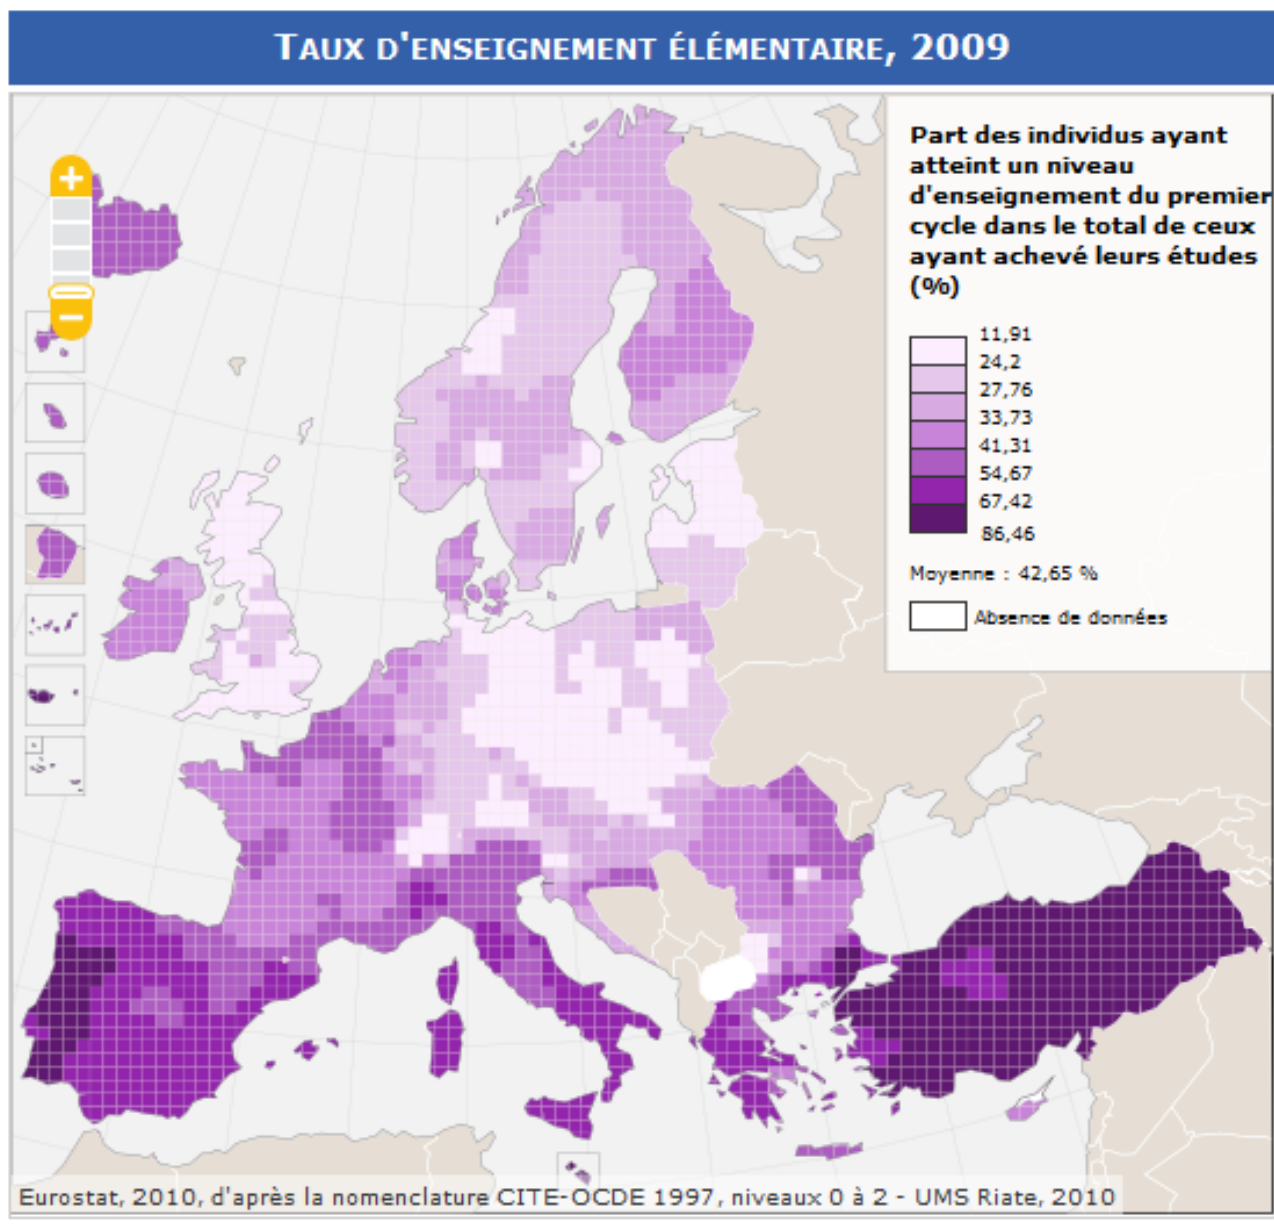 TAUX D'ENSEIGNEMENT ÉLÉMENTAIRE, 2009
Part des individus ayant
atteint un niveau
d'enseignement du premier
cycle dans le total de ceux
ayant achevé leurs études
(%)
11,91
24,2
27,76
33,73
41,31
54,67
67,42
86,46
Moyenne : 42,65 %
Absence de données
+
−
Eurostat, 2010, d'après la nomenclature CITE-OCDE 1997, niveaux 0 à 2 - UMS Riate, 2010